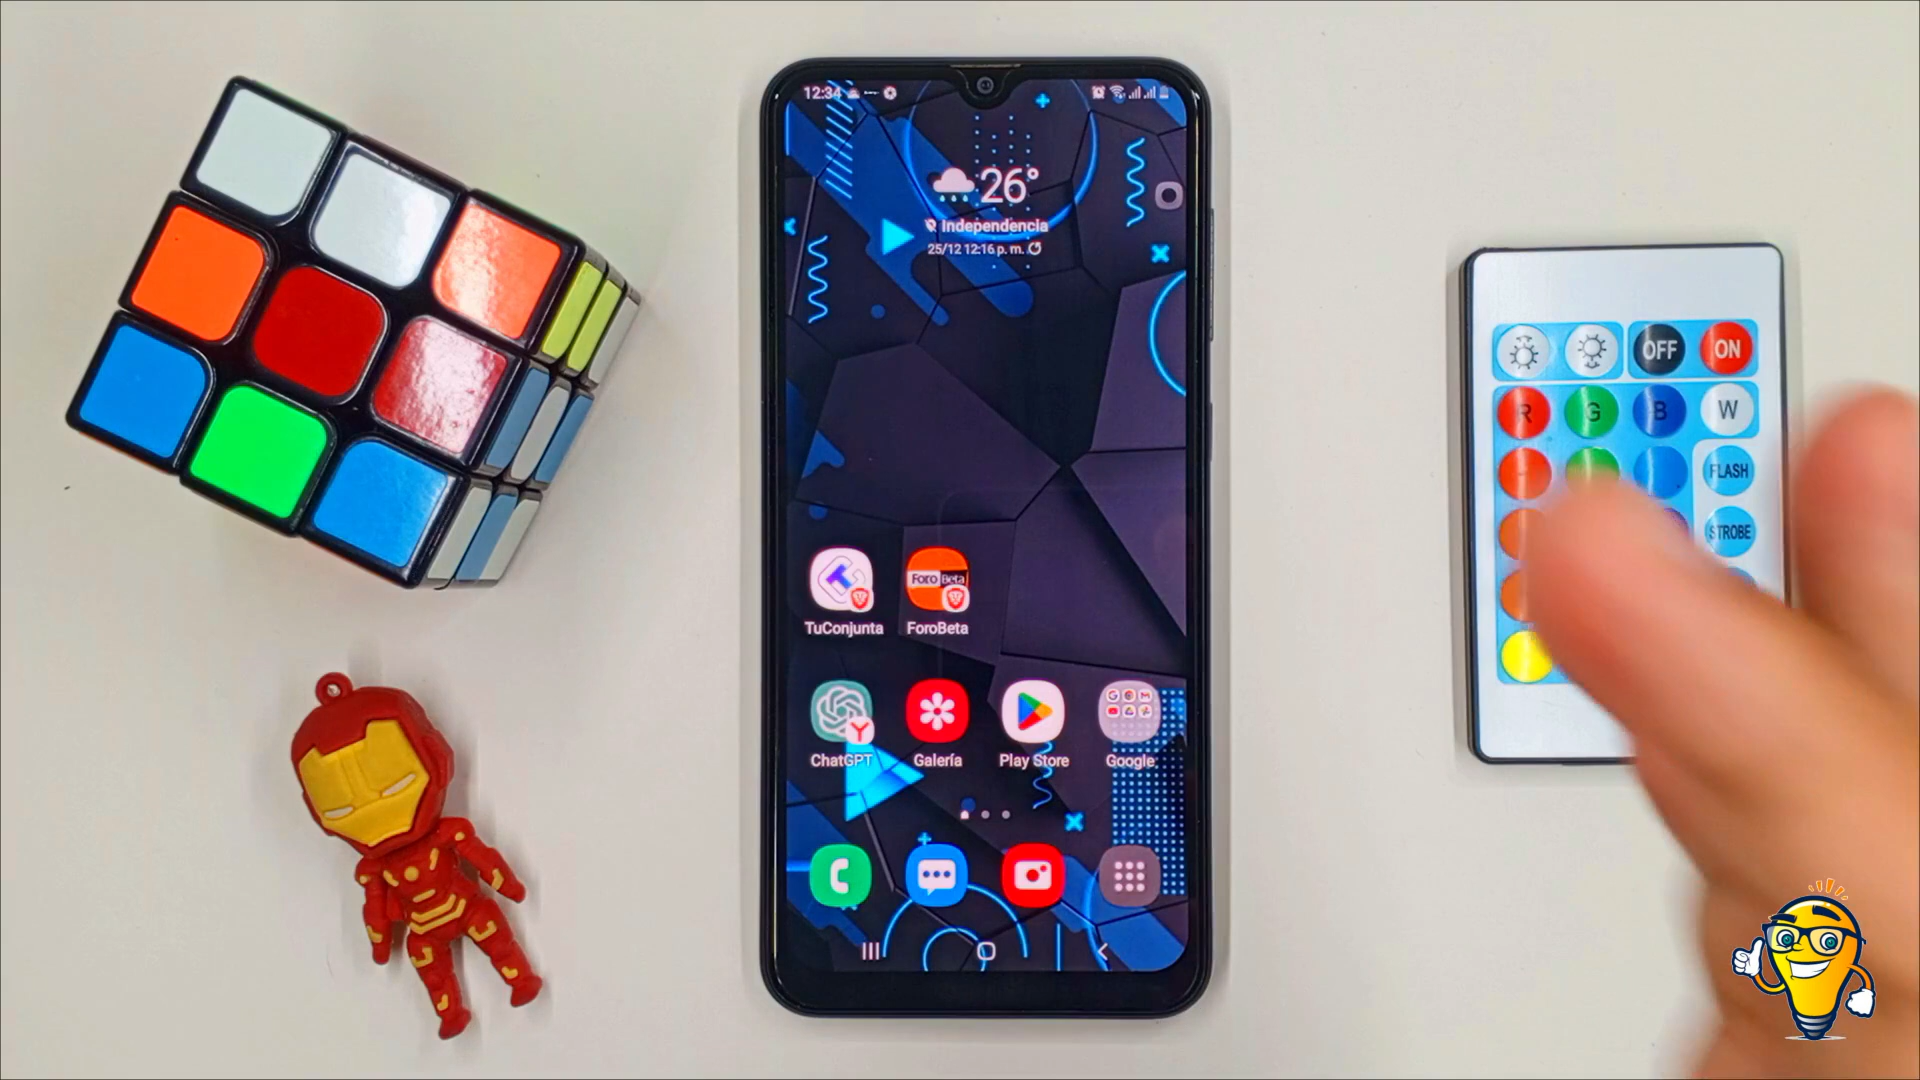 12:34
26°
Independencia
25/12 12:16 p. m.
Foro Beta
TuConjunta
ForoBeta
ChatGPT
Galería
Play Store
Google
OFF
ON
R
G
B
W
FLASH
STROBE